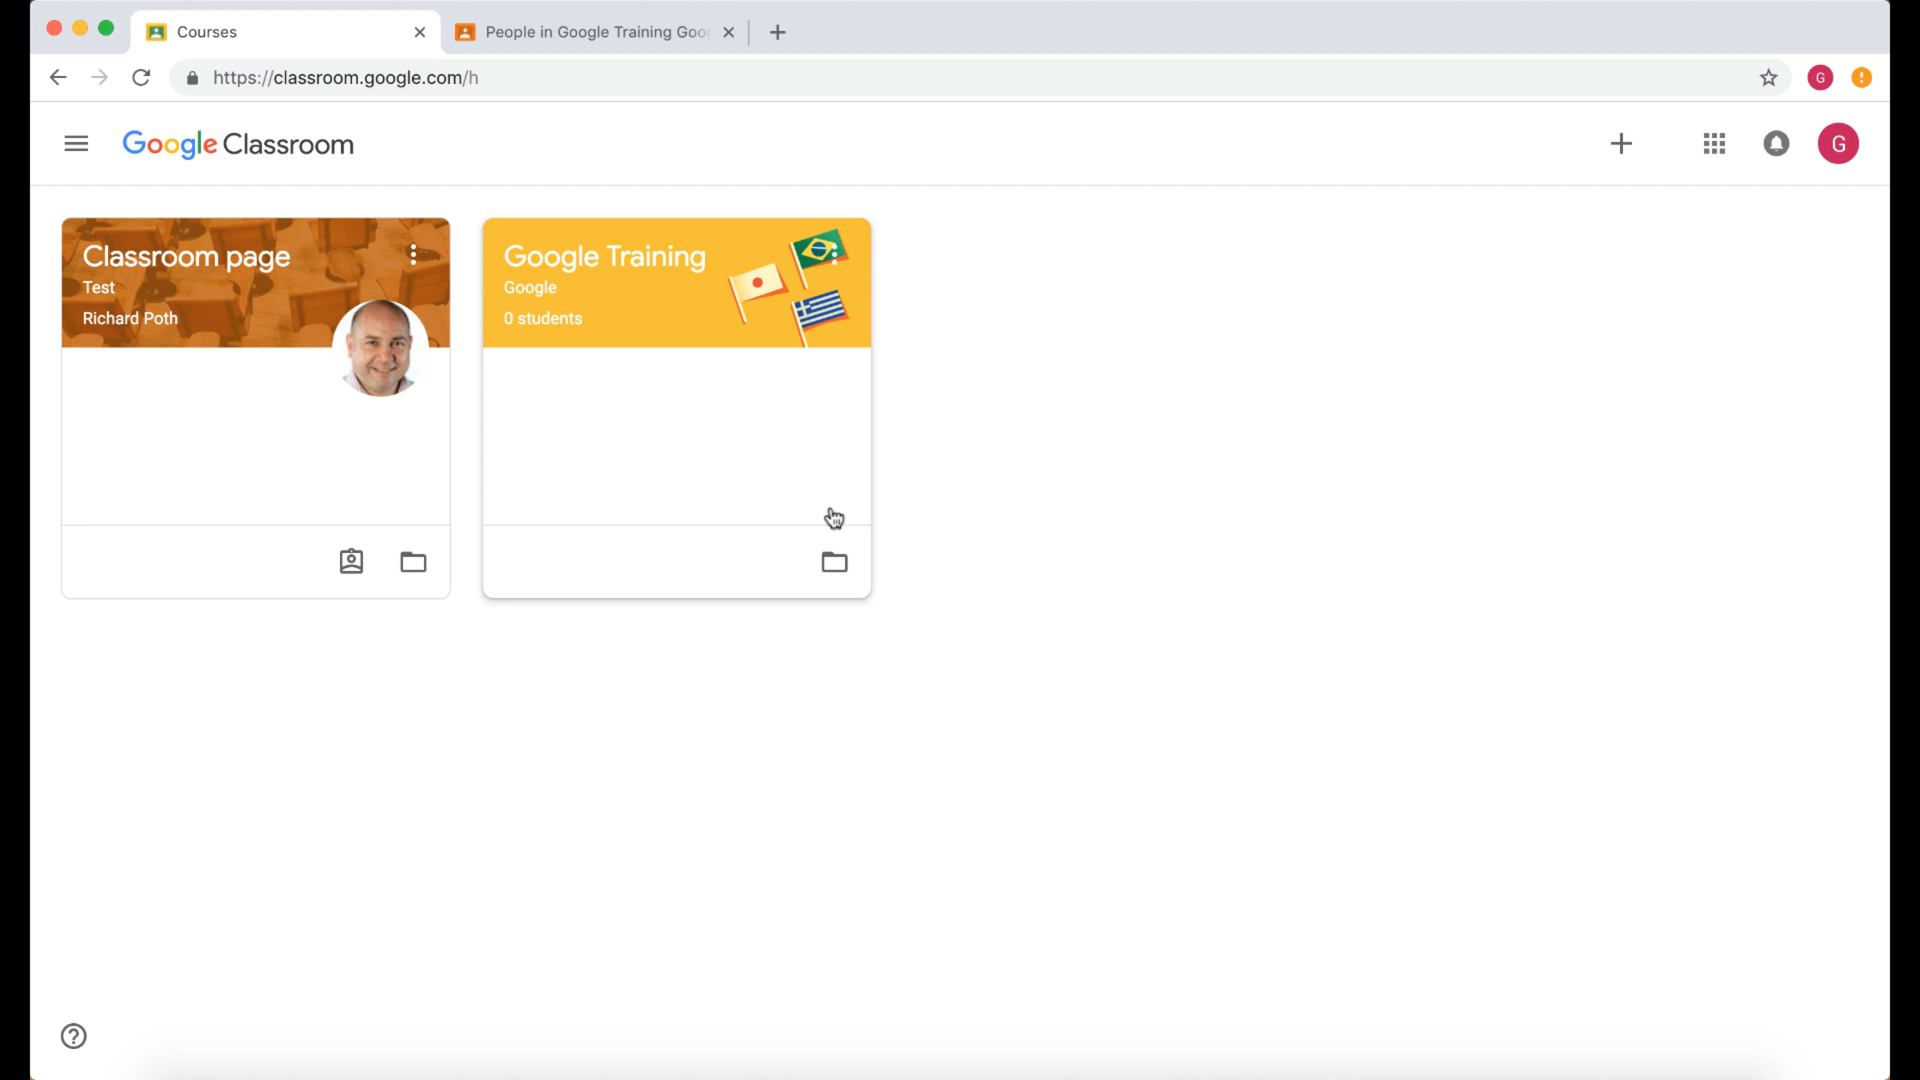 Courses
People in Google Training Goo
https://classroom.google.com/h
G
Google Classroom
G
Classroom page
Test
Richard Poth
Google Training
Google
0 students